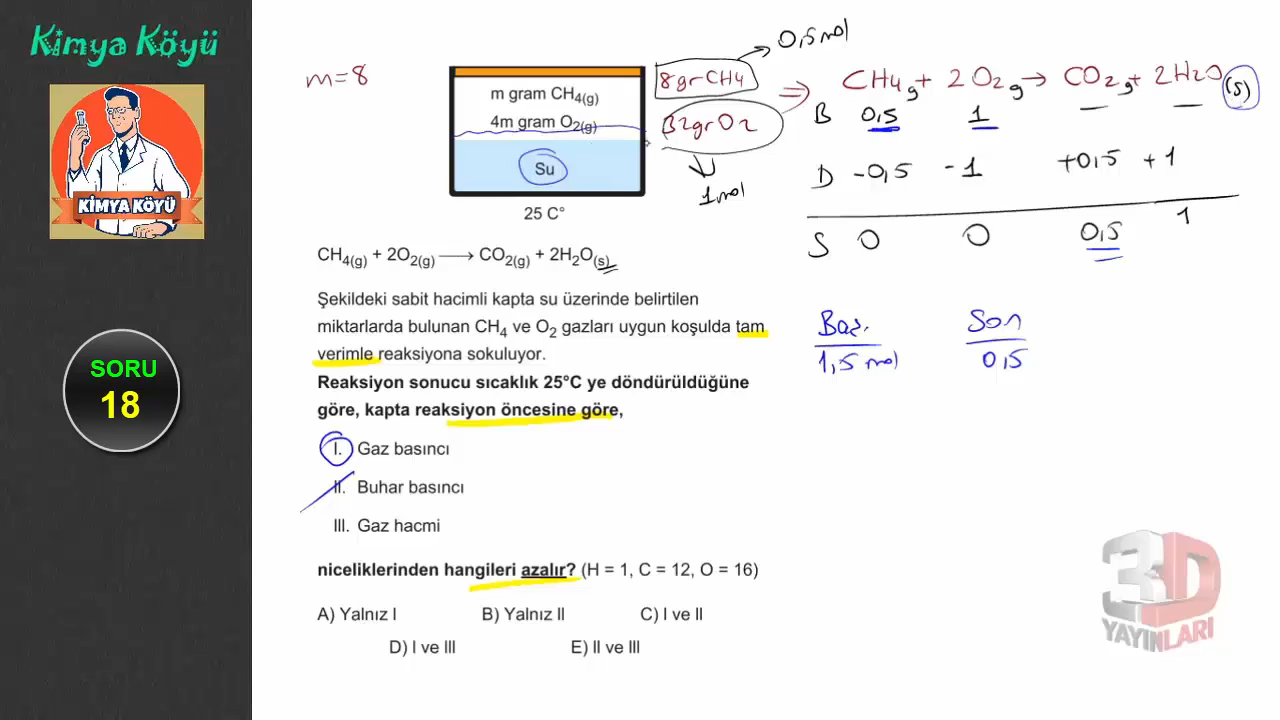 Kimya Köyü
KİMYA KÖYÜ
SORU
18
m=8
m gram CH4(g)
4m gram O2(g)
Su
25 C°
8gr CH4
0,5 mol
32gr O2
1 mol
⇒ CH4 g + 2O2 g → CO2 g + 2H2O (s)
B 0,5 1 — —
D -0,5 -1 +0,5 +1
S 0 0 0,5 1
CH4(g) + 2O2(g) ⟶ CO2(g) + 2H2O(s)
Şekildeki sabit hacimli kapta su üzerinde belirtilen
miktarlarda bulunan CH4 ve O2 gazları uygun koşulda tam
verimle reaksiyona sokuluyor.
Baş. Son
1,5 mol 0,5
Reaksiyon sonucu sıcaklık 25°C ye döndürüldüğüne
göre, kapta reaksiyon öncesine göre,
I. Gaz basıncı
II. Buhar basıncı
III. Gaz hacmi
niceliklerinden hangileri azalır? (H = 1, C = 12, O = 16)
A) Yalnız I B) Yalnız II C) I ve II
D) I ve III E) II ve III
3D
YAYINLARI